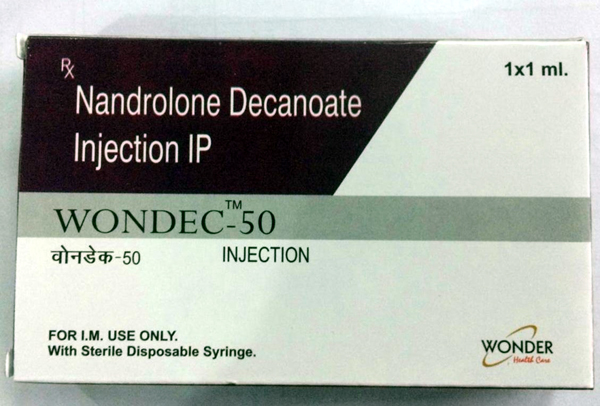 Rx
1x1 ml.
Nandrolone Decanoate
Injection IP
WONDEC™-50
वोनडेक-50
INJECTION
FOR I.M. USE ONLY.
With Sterile Disposable Syringe.
WONDER
Health Care